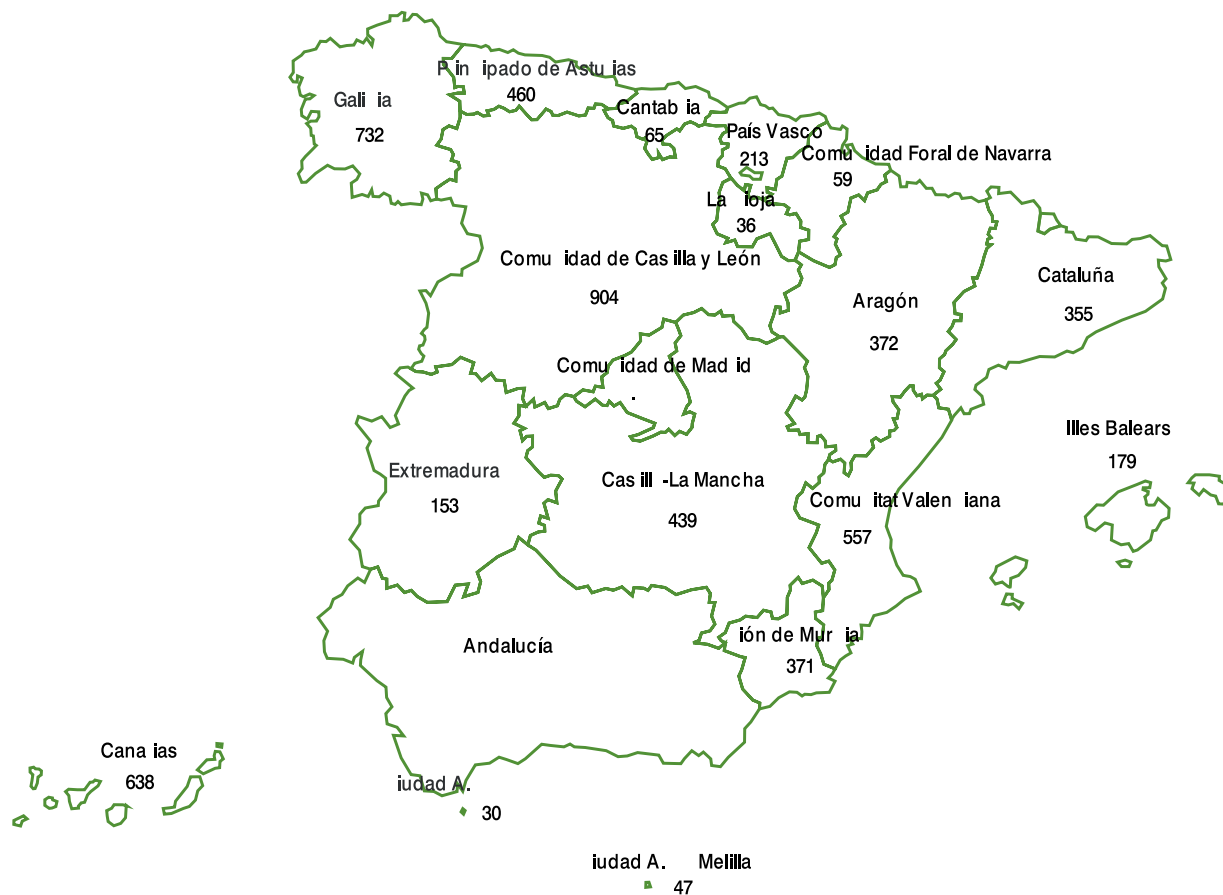 P in ipado de Astu ias
460
Gali ia
732
Cantab ia
65
País Vasco
213
Comu idad Foral de Navarra
59
La ioja
36
Comu idad de Cas illa y León
904
Cataluña
355
Aragón
372
Comu idad de Mad id
.
Illes Balears
179
Extremadura
153
Cas ill -La Mancha
439
Comu itat Valen iana
557
Andalucía
ión de Mur ia
371
Cana ias
638
iudad A.
30
iudad A. Melilla
47